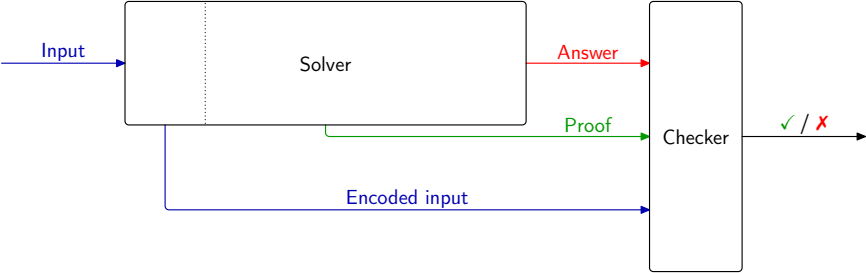 Input
Solver
Answer
Proof
Checker
✓ / ✗
Encoded input